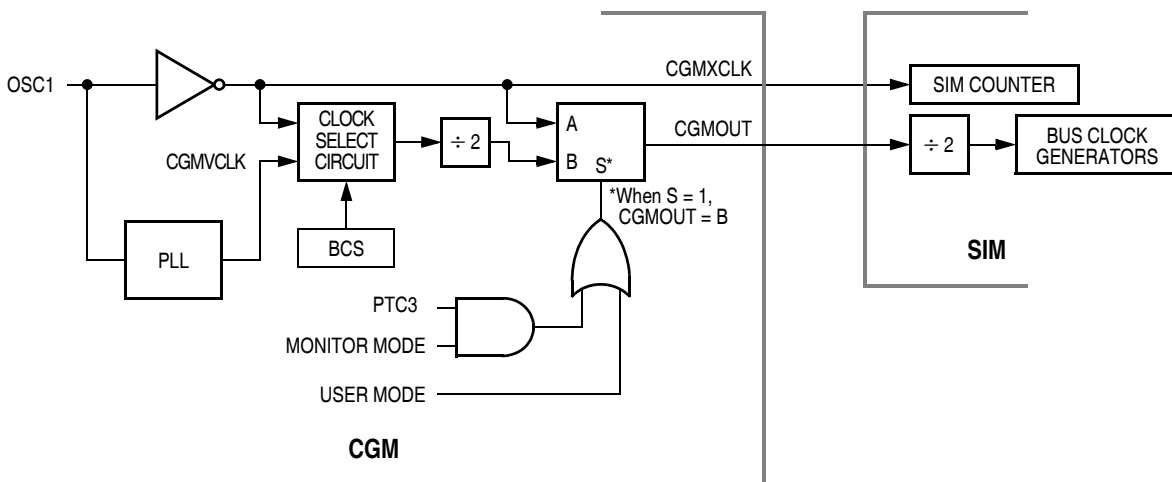 OSC1
CGMXCLK
SIM COUNTER
CLOCK
SELECT
CIRCUIT
÷ 2
A
B
S*
CGMOUT
÷ 2
BUS CLOCK
GENERATORS
CGMVCLK
*When S = 1,
CGMOUT = B
PLL
BCS
SIM
PTC3
MONITOR MODE
USER MODE
CGM